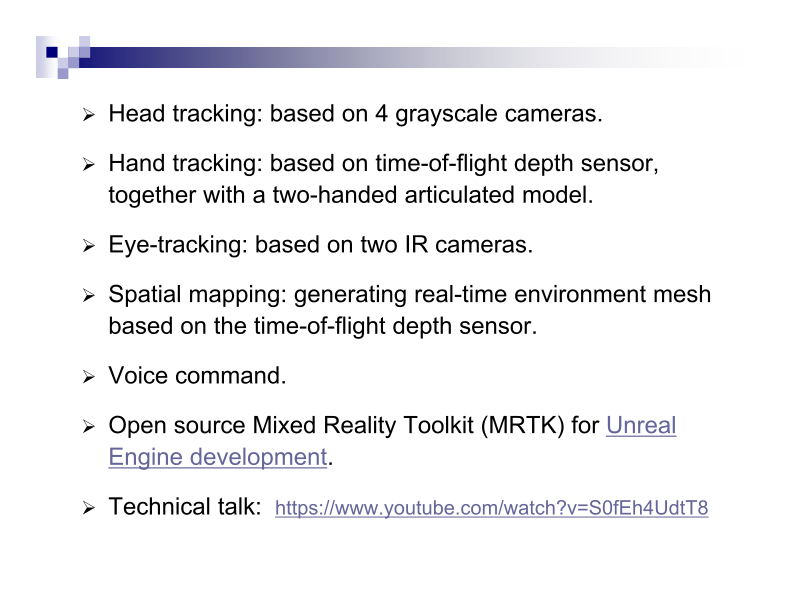 Head tracking: based on 4 grayscale cameras.
Hand tracking: based on time-of-flight depth sensor,
together with a two-handed articulated model.
Eye-tracking: based on two IR cameras.
Spatial mapping: generating real-time environment mesh
based on the time-of-flight depth sensor.
Voice command.
Open source Mixed Reality Toolkit (MRTK) for Unreal
Engine development.
Technical talk: https://www.youtube.com/watch?v=S0fEh4UdtT8